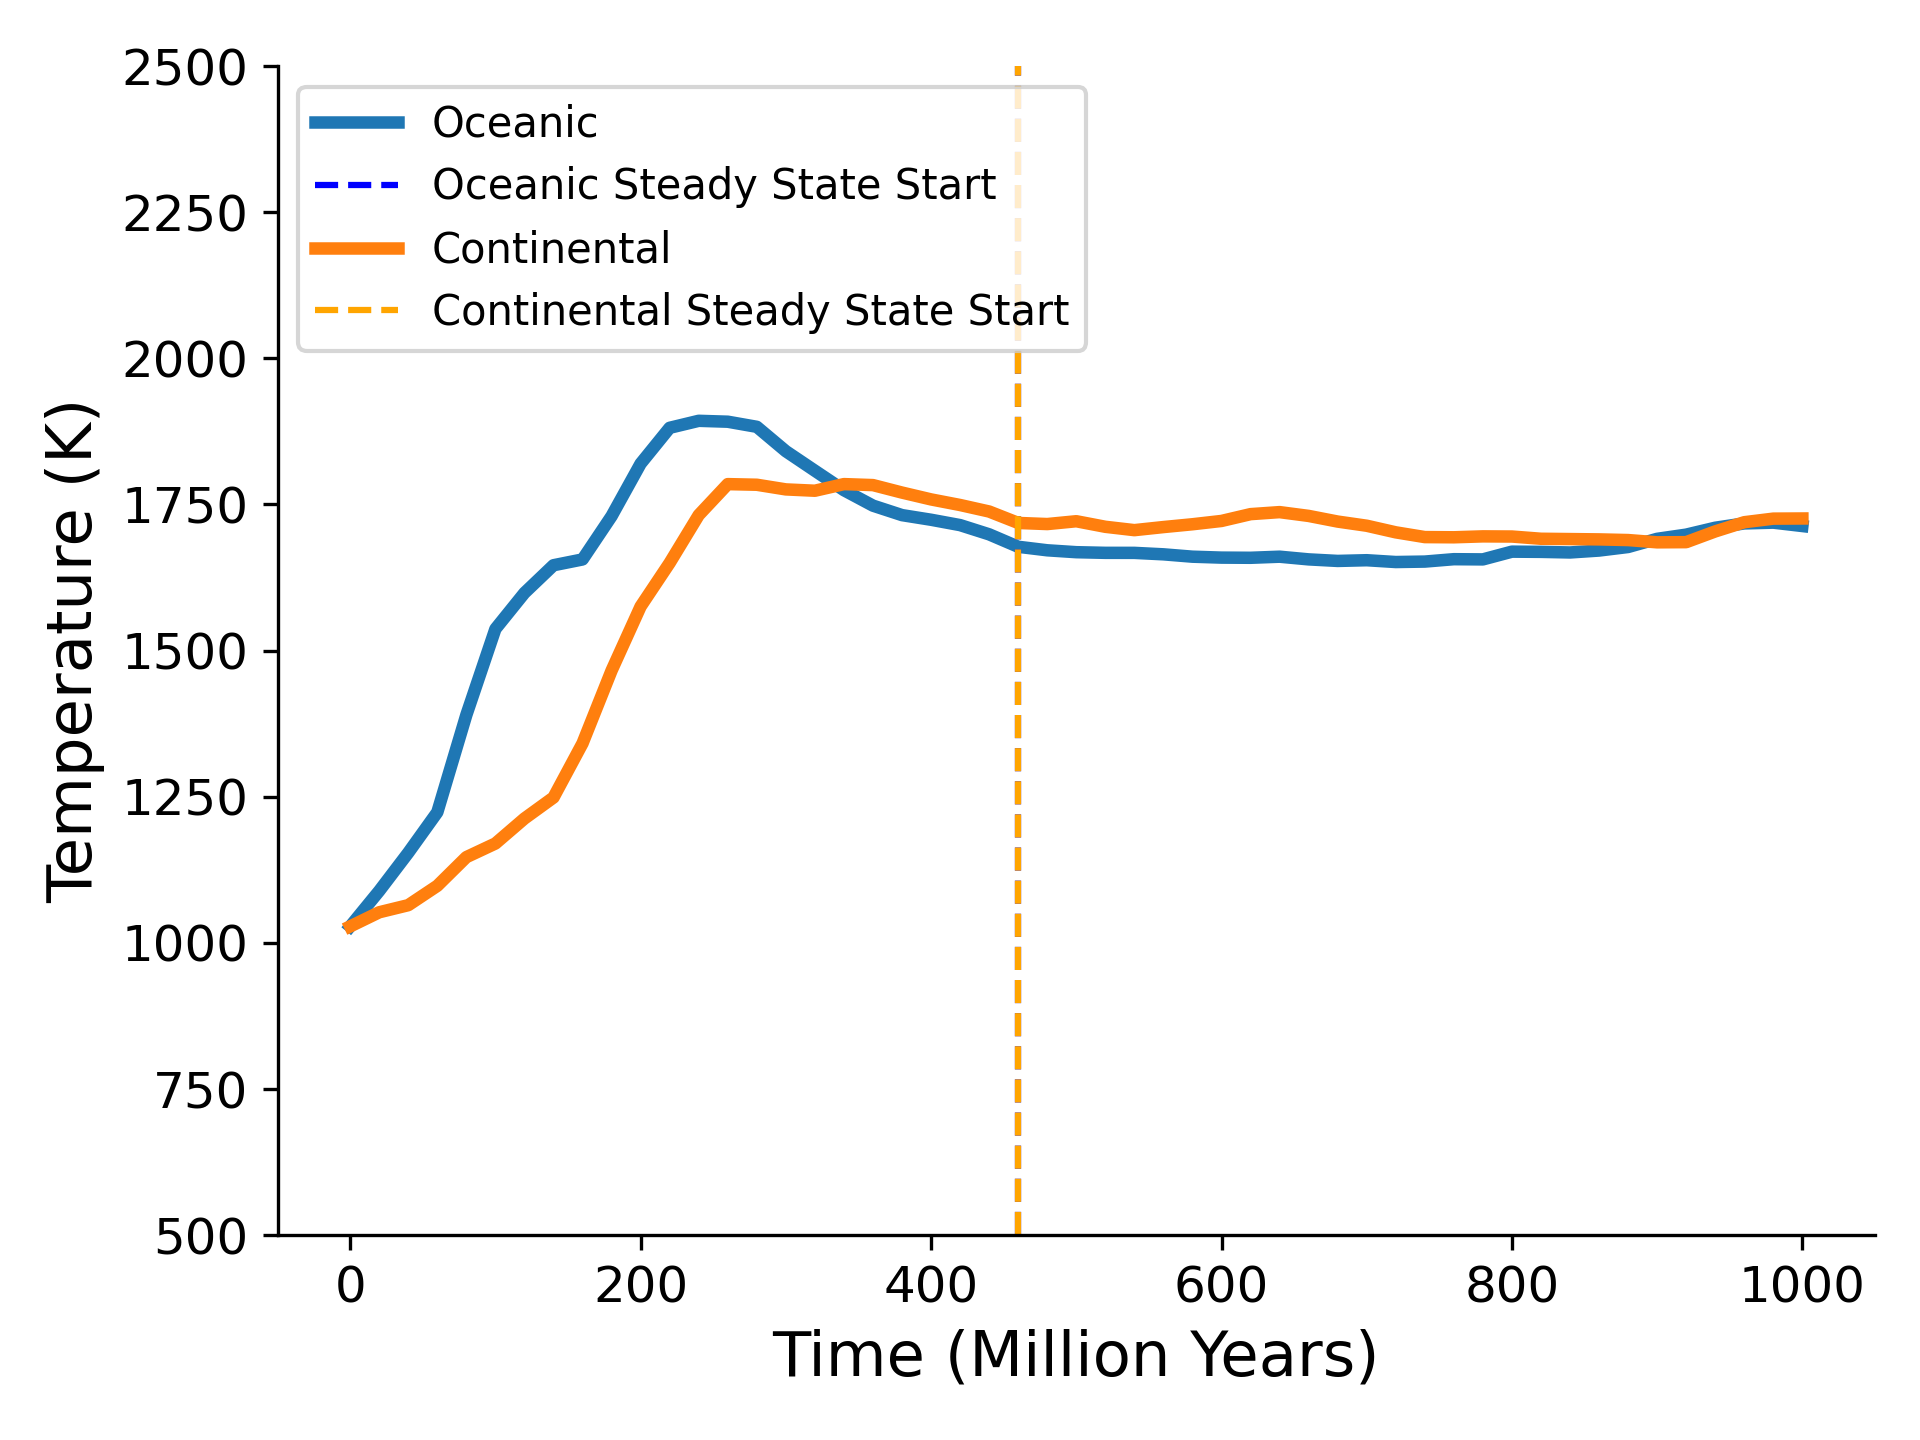 2500
2250
2000
1750
1500
1250
1000
750
500
Temperature (K)
Oceanic
Oceanic Steady State Start
Continental
Continental Steady State Start
0 200 400 600 800 1000
Time (Million Years)